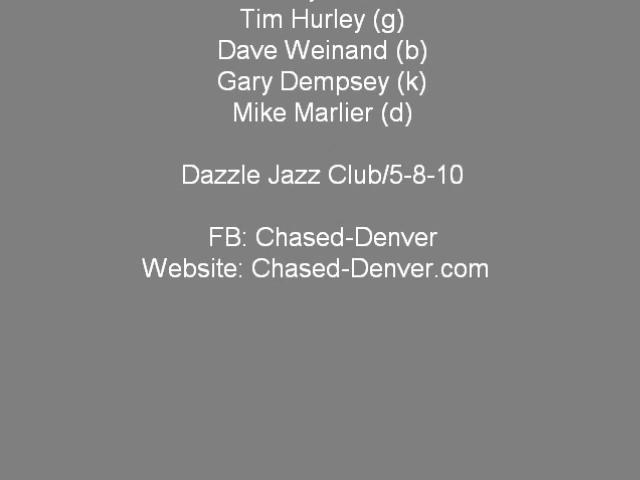 Tim Hurley (g)
Dave Weinand (b)
Gary Dempsey (k)
Mike Marlier (d)
Dazzle Jazz Club/5-8-10
FB: Chased-Denver
Website: Chased-Denver.com